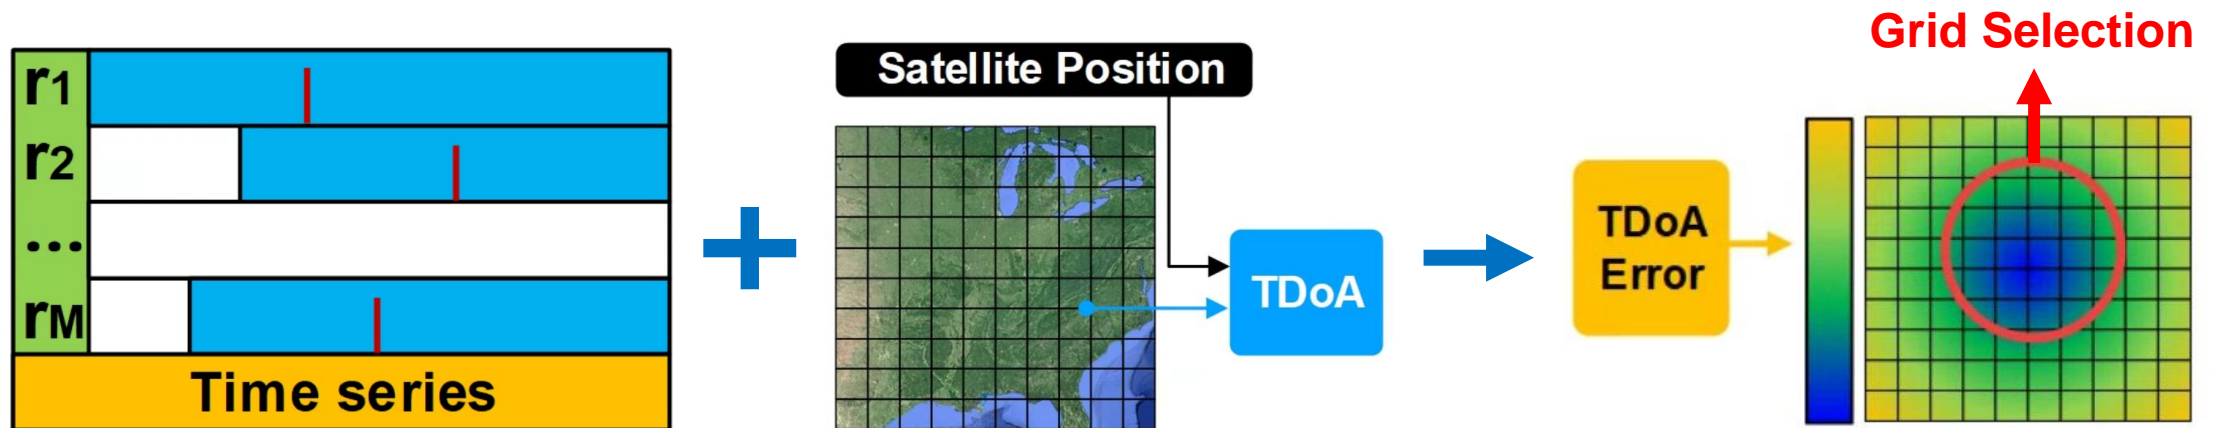 r1
r2
...
rM
Time series
Satellite Position
TDoA
TDoA
Error
Grid Selection